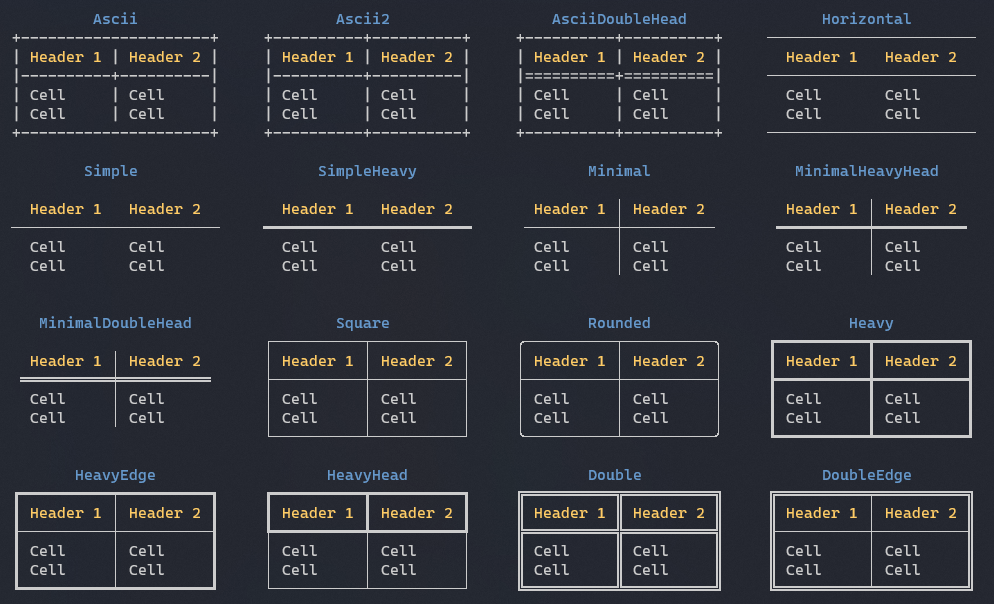 Ascii Ascii2 AsciiDoubleHead Horizontal
Header 1 Header 2 Header 1 Header 2 Header 1 Header 2 Header 1 Header 2
Cell Cell Cell Cell Cell Cell Cell Cell
Cell Cell Cell Cell Cell Cell Cell Cell
Simple SimpleHeavy Minimal MinimalHeavyHead
Header 1 Header 2 Header 1 Header 2 Header 1 Header 2 Header 1 Header 2
Cell Cell Cell Cell Cell Cell Cell Cell
Cell Cell Cell Cell Cell Cell Cell Cell
MinimalDoubleHead Square Rounded Heavy
Header 1 Header 2 Header 1 Header 2 Header 1 Header 2 Header 1 Header 2
Cell Cell Cell Cell Cell Cell Cell Cell
Cell Cell Cell Cell Cell Cell Cell Cell
HeavyEdge HeavyHead Double DoubleEdge
Header 1 Header 2 Header 1 Header 2 Header 1 Header 2 Header 1 Header 2
Cell Cell Cell Cell Cell Cell Cell Cell
Cell Cell Cell Cell Cell Cell Cell Cell